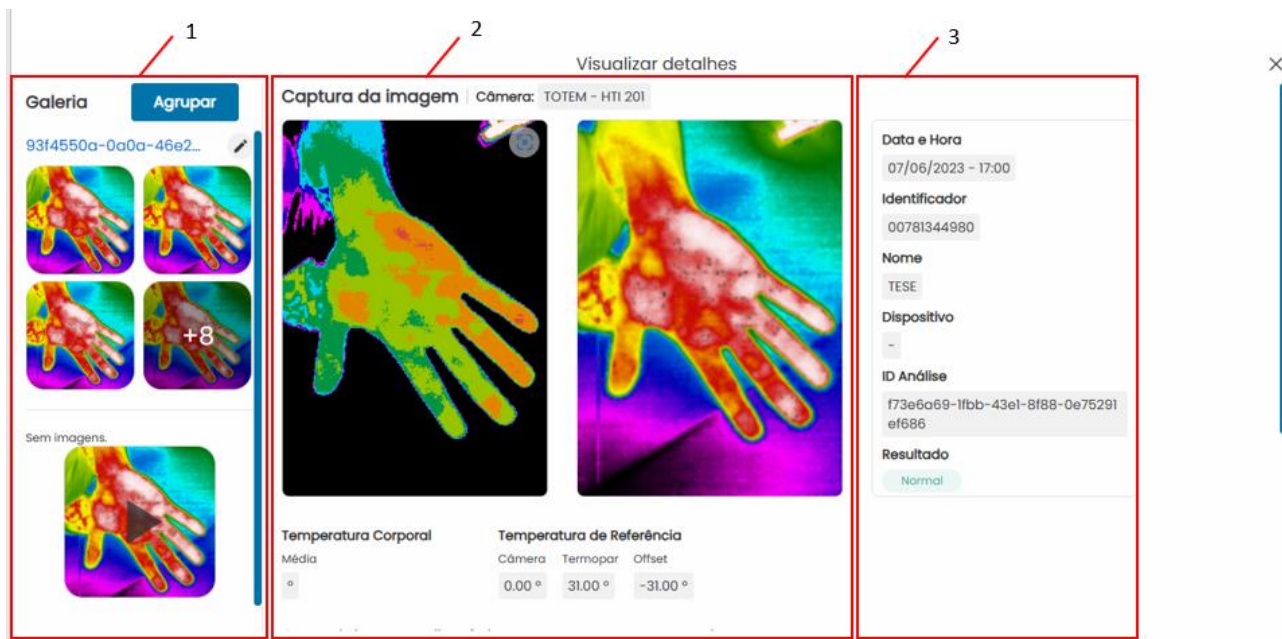 1
2
3
Visualizar detalhes
Galeria
Agrupar
93f4550a-0a0a-46e2...
+8
Sem imagens.
Captura da imagem
Câmera: TOTEM - HTI 201
Temperatura Corporal
Média
º
Temperatura de Referência
Câmera Termopar Offset
0.00 º 31.00 º -31.00 º
Data e Hora
07/06/2023 - 17:00
Identificador
00781344980
Nome
TESE
Dispositivo
-
ID Análise
f73e6a69-1fbb-43e1-8f88-0e75291
ef686
Resultado
Normal